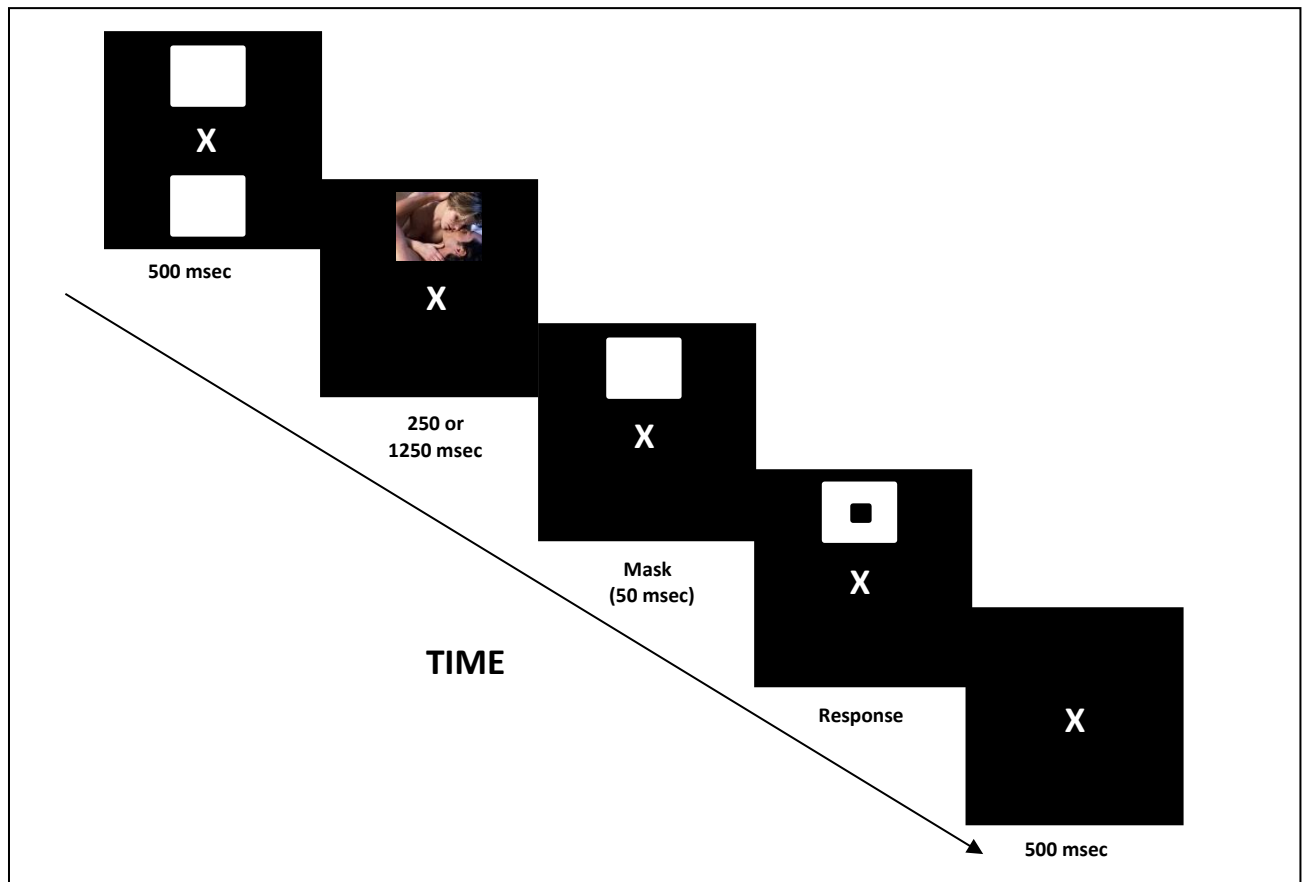 X
500 msec
X
250 or
1250 msec
X
Mask
(50 msec)
X
Response
X
500 msec
TIME